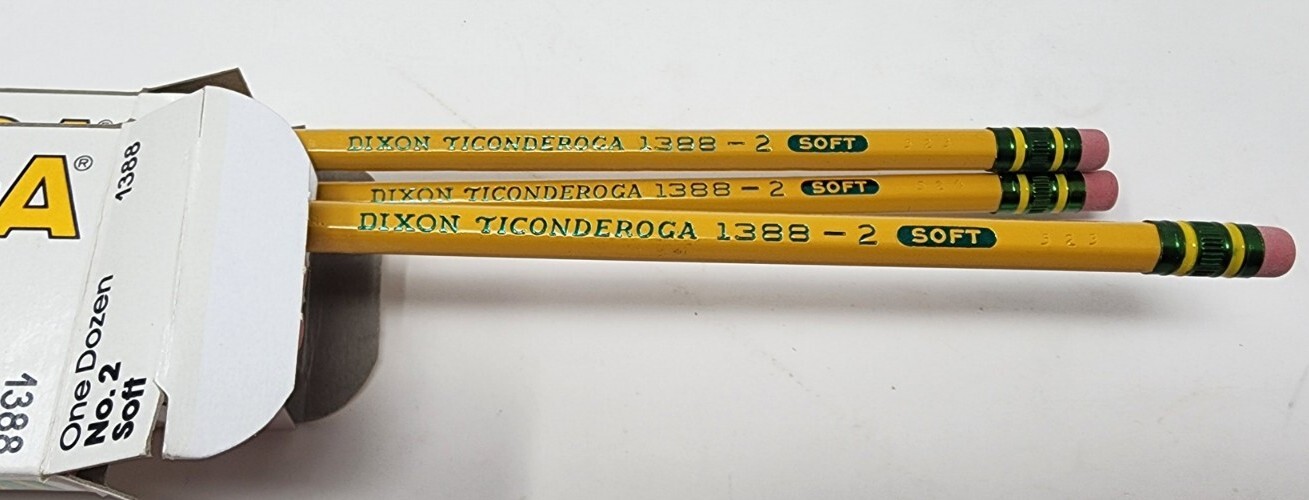 A®
1388
One Dozen
No. 2
Soft
1388
DIXON TICONDEROGA 1388 - 2 SOFT
DIXON TICONDEROGA 1388 - 2 SOFT
DIXON TICONDEROGA 1388 - 2 SOFT 323